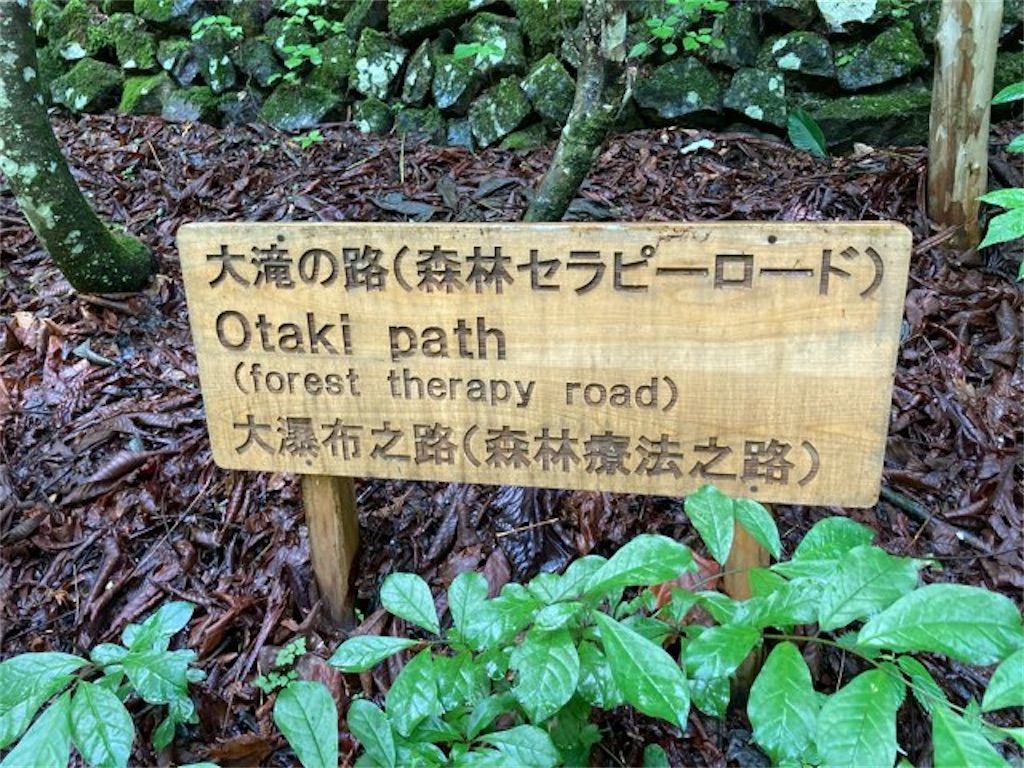 大滝の路(森林セラピーロード)
Otaki path
(forest therapy road)
大瀑布之路(森林療法之路)